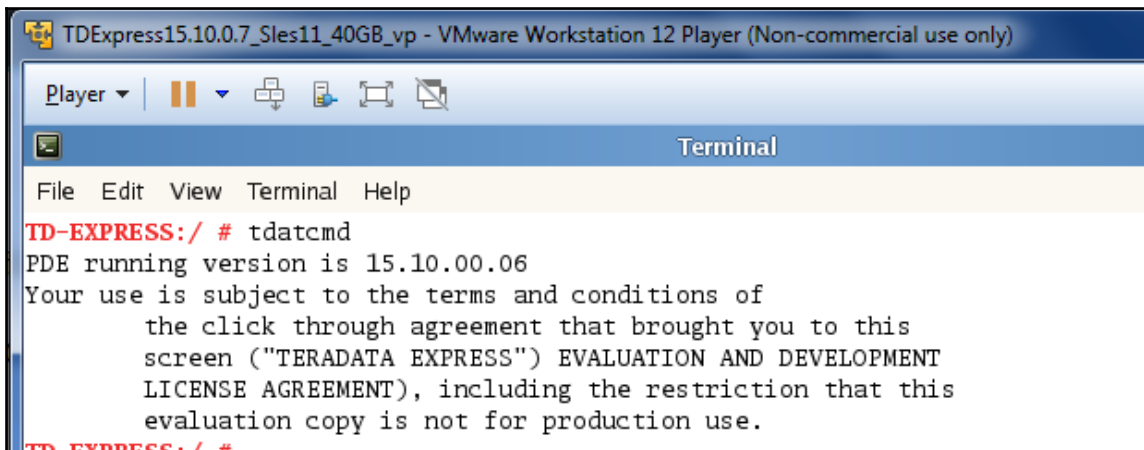 TDExpress15.10.0.7_Sles11_40GB_vp - VMware Workstation 12 Player (Non-commercial use only)
Player
Terminal
File Edit View Terminal Help
TD-EXPRESS:/ # tdatcmd
PDE running version is 15.10.00.06
Your use is subject to the terms and conditions of
the click through agreement that brought you to this
screen ("TERADATA EXPRESS") EVALUATION AND DEVELOPMENT
LICENSE AGREEMENT), including the restriction that this
evaluation copy is not for production use.
TD-EXPRESS:/ #